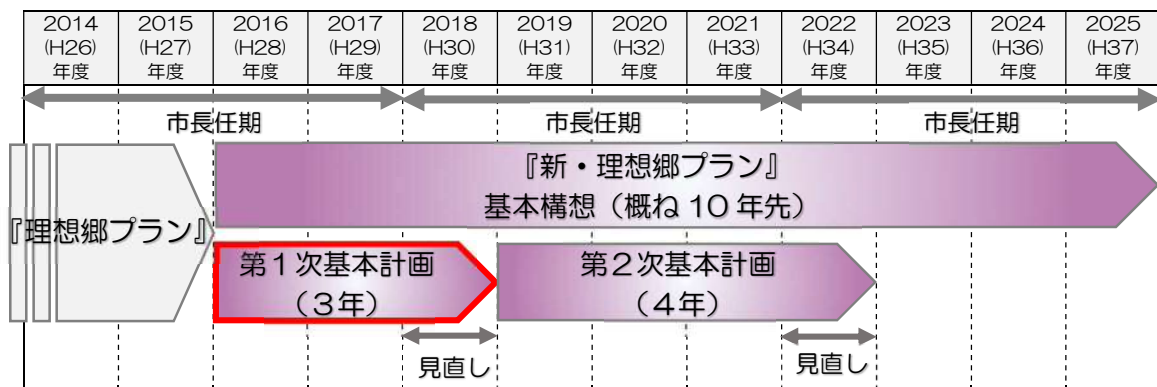 2014 2015 2016 2017 2018 2019 2020 2021 2022 2023 2024 2025
(H26) (H27) (H28) (H29) (H30) (H31) (H32) (H33) (H34) (H35) (H36) (H37)
年度 年度 年度 年度 年度 年度 年度 年度 年度 年度 年度 年度
市長任期 市長任期 市長任期
『新・理想郷プラン』
基本構想（概ね 10 年先）
『理想郷プラン』
第１次基本計画
（３年）
第２次基本計画
（４年）
見直し 見直し